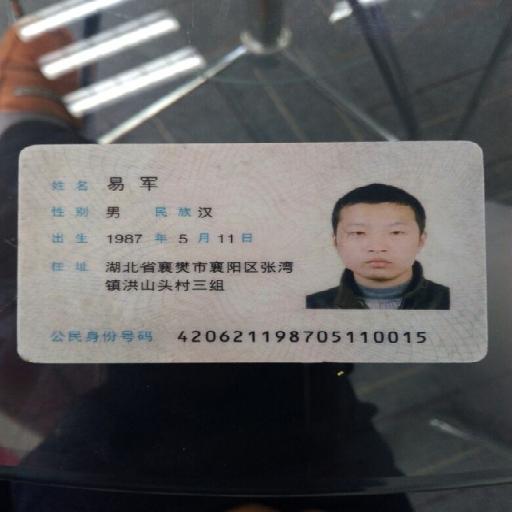 姓名 易军
性别 男 民族 汉
出生 1987 年 5 月 11 日
住址 湖北省襄樊市襄阳区张湾
镇洪山头村三组
公民身份号码 420621198705110015